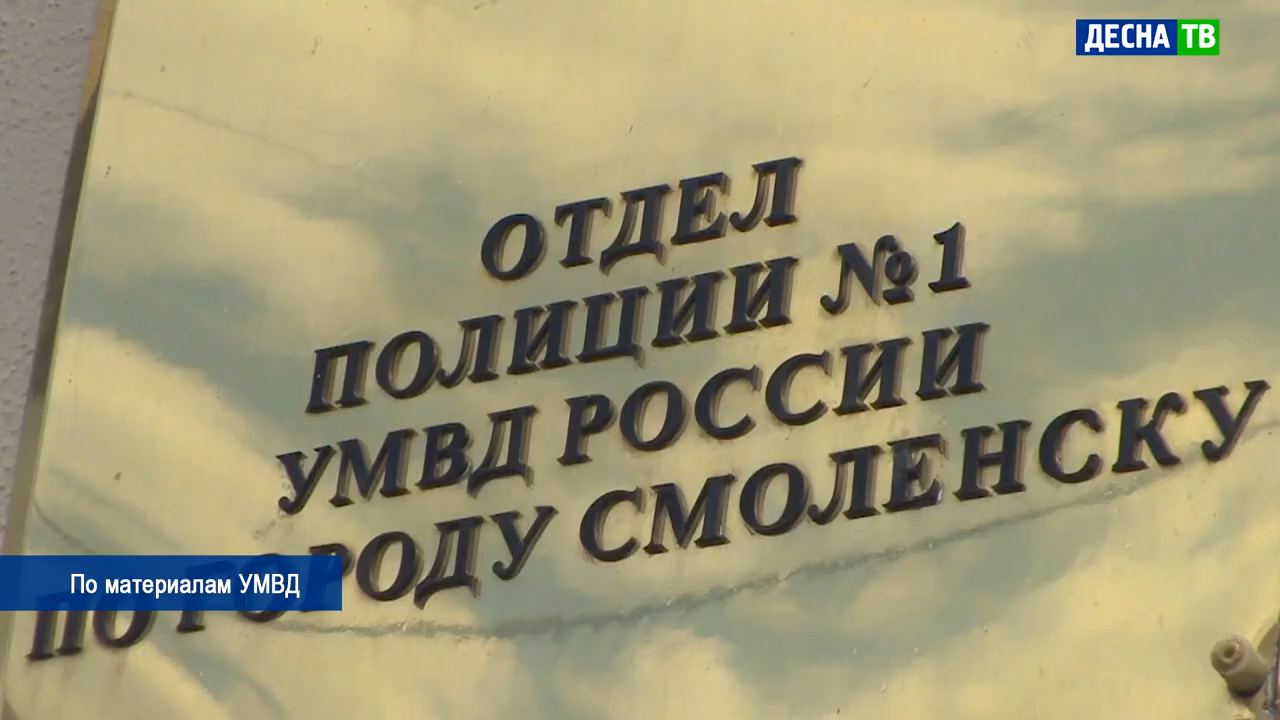 ДЕСНА ТВ
ОТДЕЛ
ПОЛИЦИИ №1
УМВД РОССИИ
ПО ГОРОДУ СМОЛЕНСКУ
По материалам УМВД